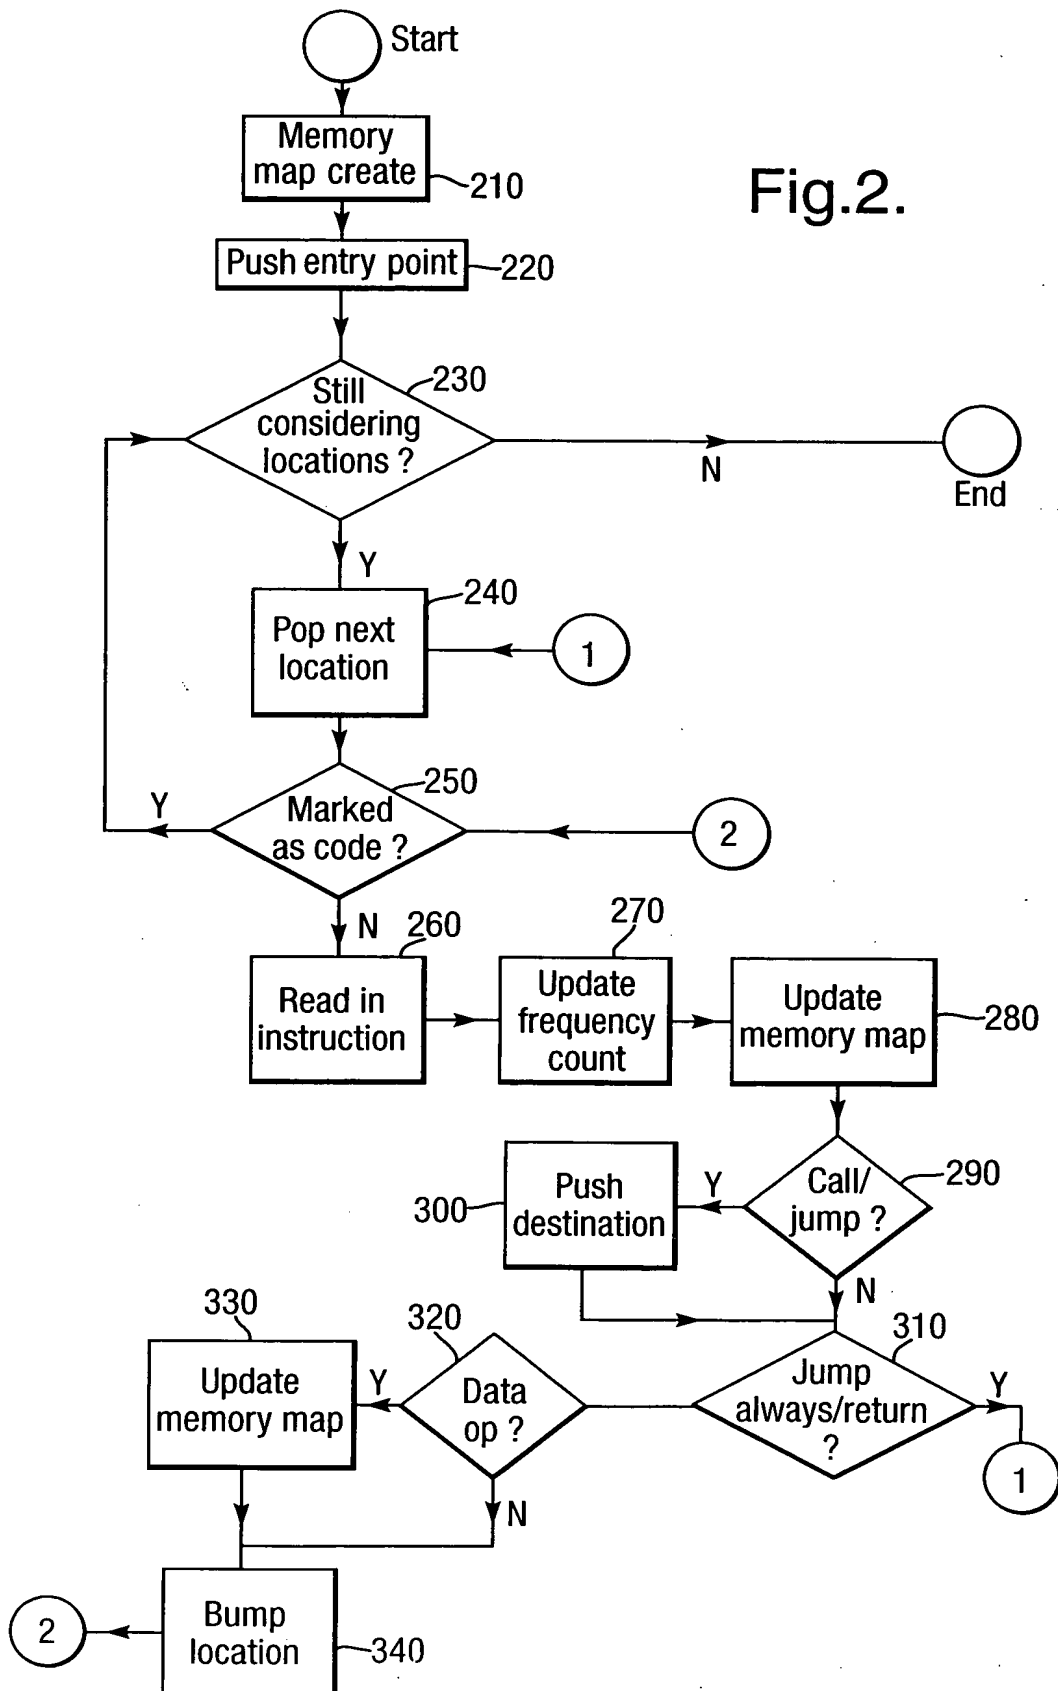 Start
Memory
map create
210
Fig.2.
Push entry point
220
Still
considering
locations ?
230
N
End
Y
240
Pop next
location
1
250
Y
Marked
as code ?
2
N
260
270
Read in
instruction
Update
frequency
count
Update
memory map
280
290
Call/
jump ?
Y
300
Push
destination
N
310
330
320
Jump
always/return
?
Y
Data
op ?
Y
Update
memory map
1
N
2
Bump
location
340